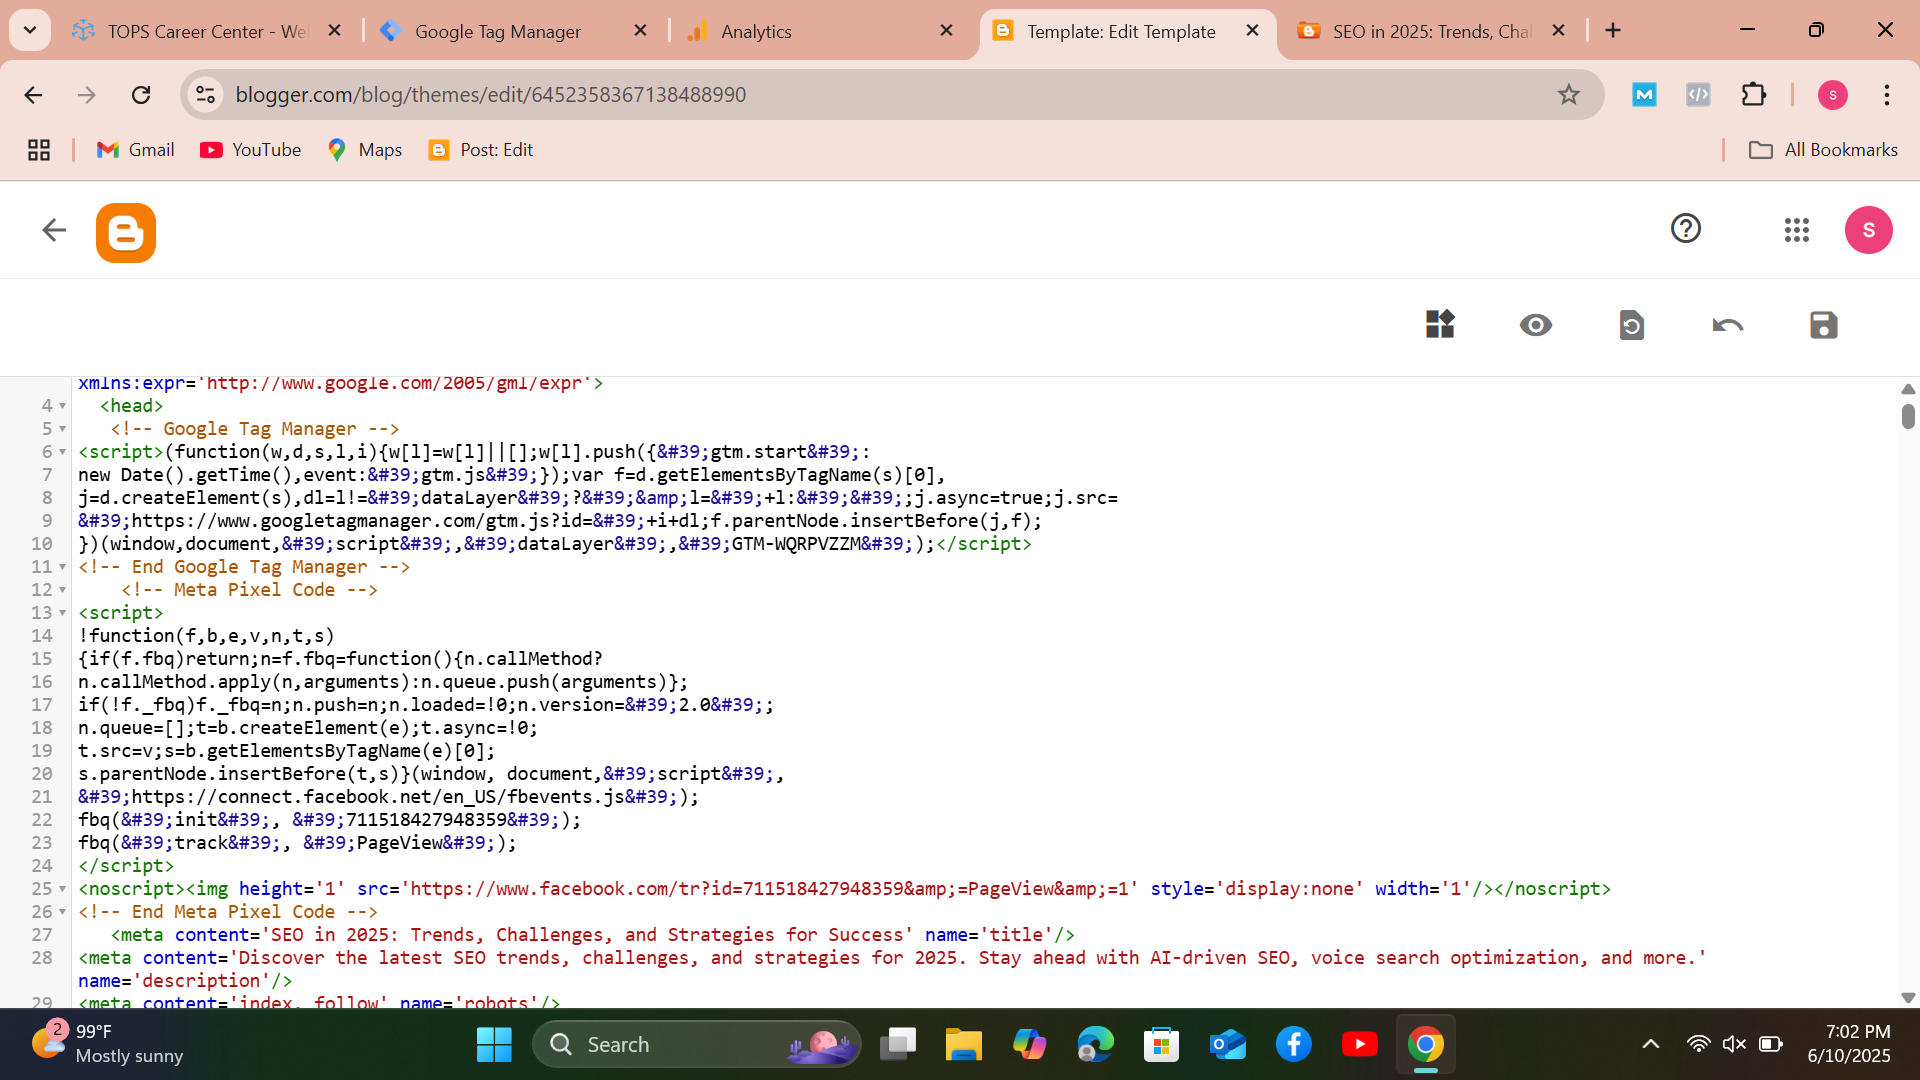 TOPS Career Center - We
Google Tag Manager
Analytics
Template: Edit Template
SEO in 2025: Trends, Chal
blogger.com/blog/themes/edit/6452358367138488990
S
Gmail
YouTube
Maps
Post: Edit
All Bookmarks
S
xmlns:expr='http://www.google.com/2005/gml/expr'>
4 <head>
5 <!-- Google Tag Manager -->
6 <script>(function(w,d,s,l,i){w[l]=w[l]||[];w[l].push({&#39;gtm.start&#39;:
7 new Date().getTime(),event:&#39;gtm.js&#39;});var f=d.getElementsByTagName(s)[0],
8 j=d.createElement(s),dl=l!=&#39;dataLayer&#39;?&#39;&amp;l=&#39;+l:&#39;&#39;;j.async=true;j.src=
9 &#39;https://www.googletagmanager.com/gtm.js?id=&#39;+i+dl;f.parentNode.insertBefore(j,f);
10 })(window,document,&#39;script&#39;,&#39;dataLayer&#39;,&#39;GTM-WQRPVZZM&#39;);</script>
11 <!-- End Google Tag Manager -->
12 <!-- Meta Pixel Code -->
13 <script>
14 !function(f,b,e,v,n,t,s)
15 {if(f.fbq)return;n=f.fbq=function(){n.callMethod?
16 n.callMethod.apply(n,arguments):n.queue.push(arguments)};
17 if(!f._fbq)f._fbq=n;n.push=n;n.loaded=!0;n.version=&#39;2.0&#39;;
18 n.queue=[];t=b.createElement(e);t.async=!0;
19 t.src=v;s=b.getElementsByTagName(e)[0];
20 s.parentNode.insertBefore(t,s)}(window, document,&#39;script&#39;,
21 &#39;https://connect.facebook.net/en_US/fbevents.js&#39;);
22 fbq(&#39;init&#39;, &#39;711518427948359&#39;);
23 fbq(&#39;track&#39;, &#39;PageView&#39;);
24 </script>
25 <noscript><img height='1' src='https://www.facebook.com/tr?id=711518427948359&amp;=PageView&amp;=1' style='display:none' width='1'/></noscript>
26 <!-- End Meta Pixel Code -->
27 <meta content='SEO in 2025: Trends, Challenges, and Strategies for Success' name='title'/>
28 <meta content='Discover the latest SEO trends, challenges, and strategies for 2025. Stay ahead with AI-driven SEO, voice search optimization, and more.'
name='description'/>
29 <meta content='index, follow' name='robots'/>
2
99°F
Mostly sunny
Search
7:02 PM
6/10/2025